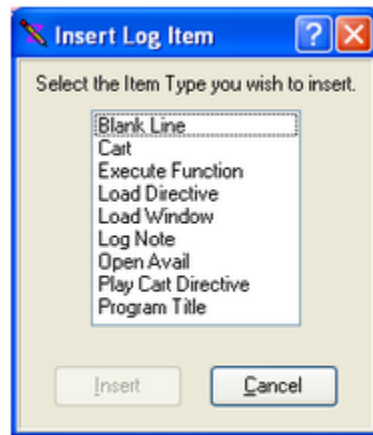 Insert Log Item
?
Select the Item Type you wish to insert.
Blank Line
Cart
Execute Function
Load Directive
Load Window
Log Note
Open Avail
Play Cart Directive
Program Title
Insert
Cancel